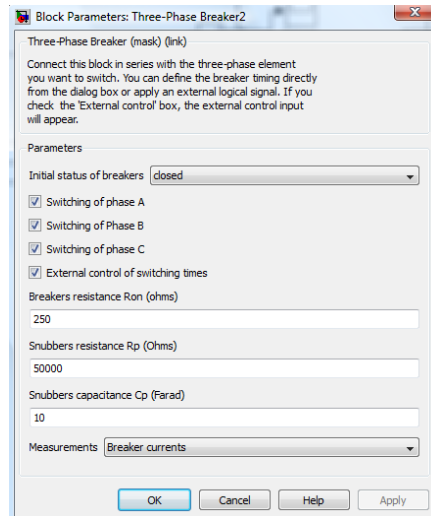 Block Parameters: Three-Phase Breaker2
Three-Phase Breaker (mask) (link)
Connect this block in series with the three-phase element
you want to switch. You can define the breaker timing directly
from the dialog box or apply an external logical signal. If you
check the 'External control' box, the external control input
will appear.
Parameters
Initial status of breakers closed
Switching of phase A
Switching of Phase B
Switching of phase C
External control of switching times
Breakers resistance Ron (ohms)
250
Snubbers resistance Rp (Ohms)
50000
Snubbers capacitance Cp (Farad)
10
Measurements Breaker currents
OK Cancel Help Apply